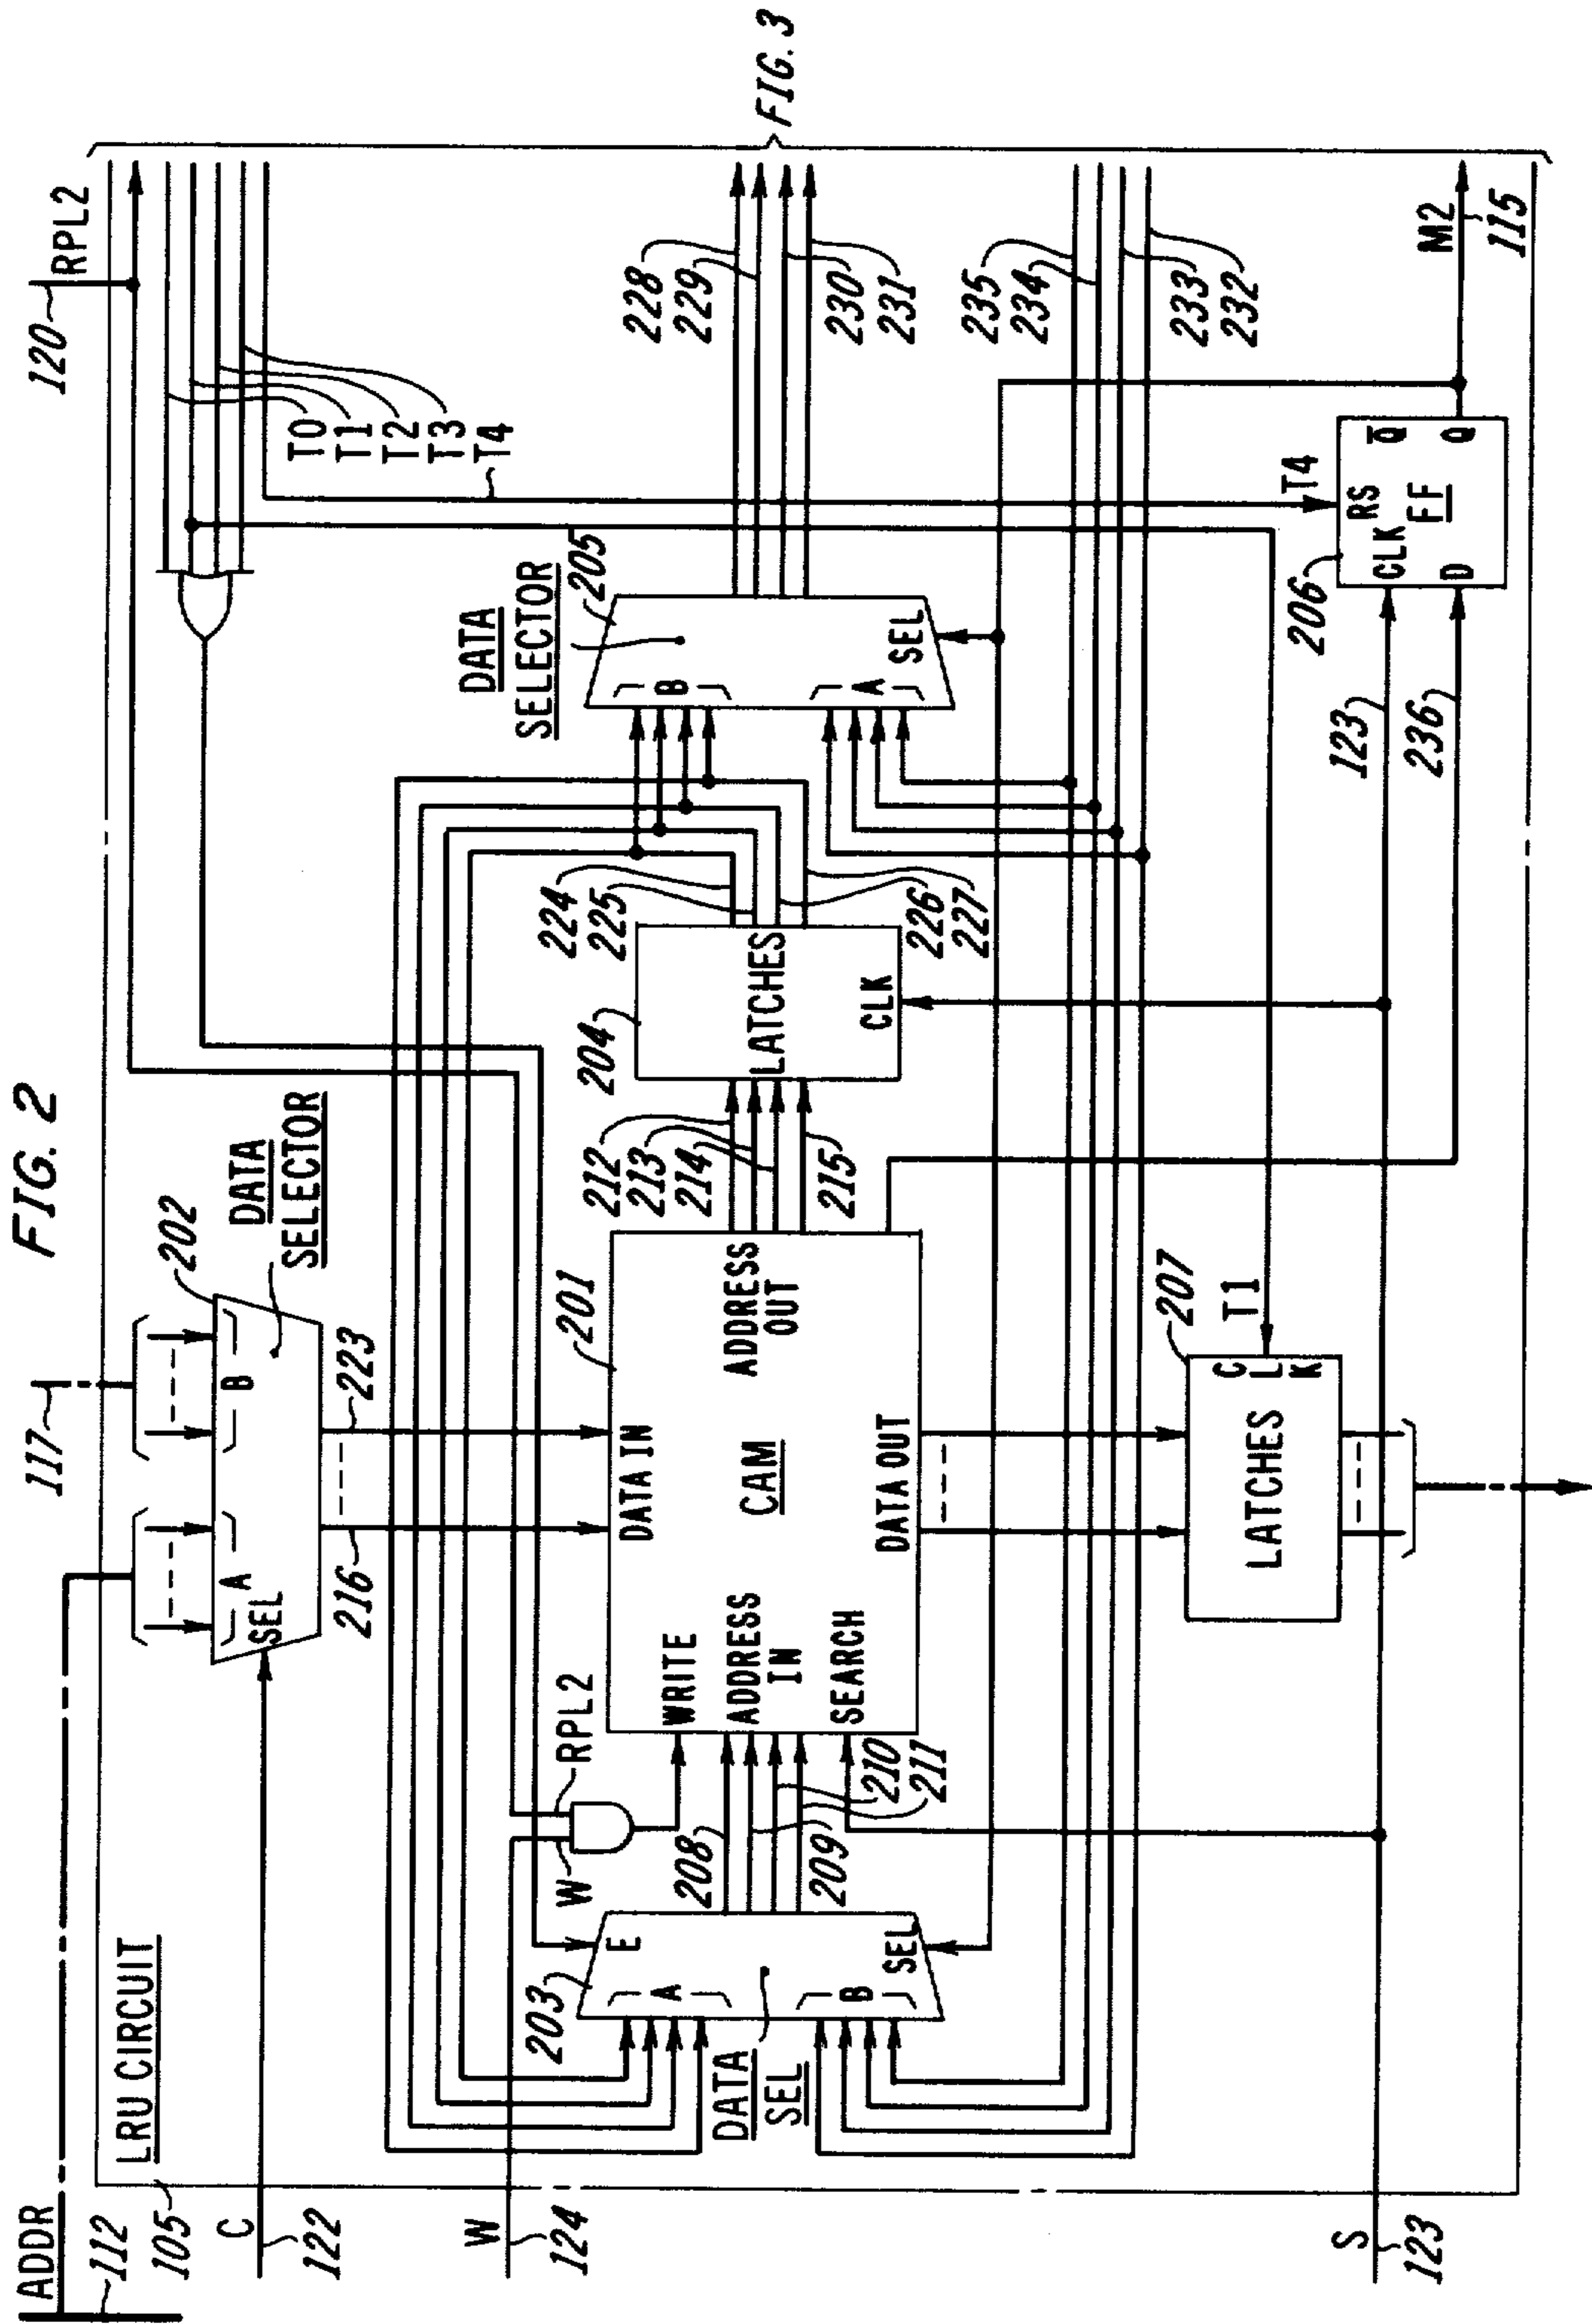 FIG. 2
ADDR
112
105
LRU CIRCUIT
117
120
RPL2
C
122
A
B
SEL
202
DATA
SELECTOR
216
223
T0
T1
T2
T3
T4
W
124
W
RPL2
203
E
A
B
SEL
DATA
SEL
208
209
210
211
WRITE
ADDRESS
IN
SEARCH
DATA IN
CAM
DATA OUT
ADDRESS
OUT
201
212
213
214
215
204
LATCHES
CLK
224
225
226
227
DATA
SELECTOR
205
B
A
SEL
228
229
230
231
FIG. 3
235
234
233
232
207
LATCHES
CLK
T1
S
123
123
236
206
T4
CLK
RS
FF
D
Q̅
Q
M2
115